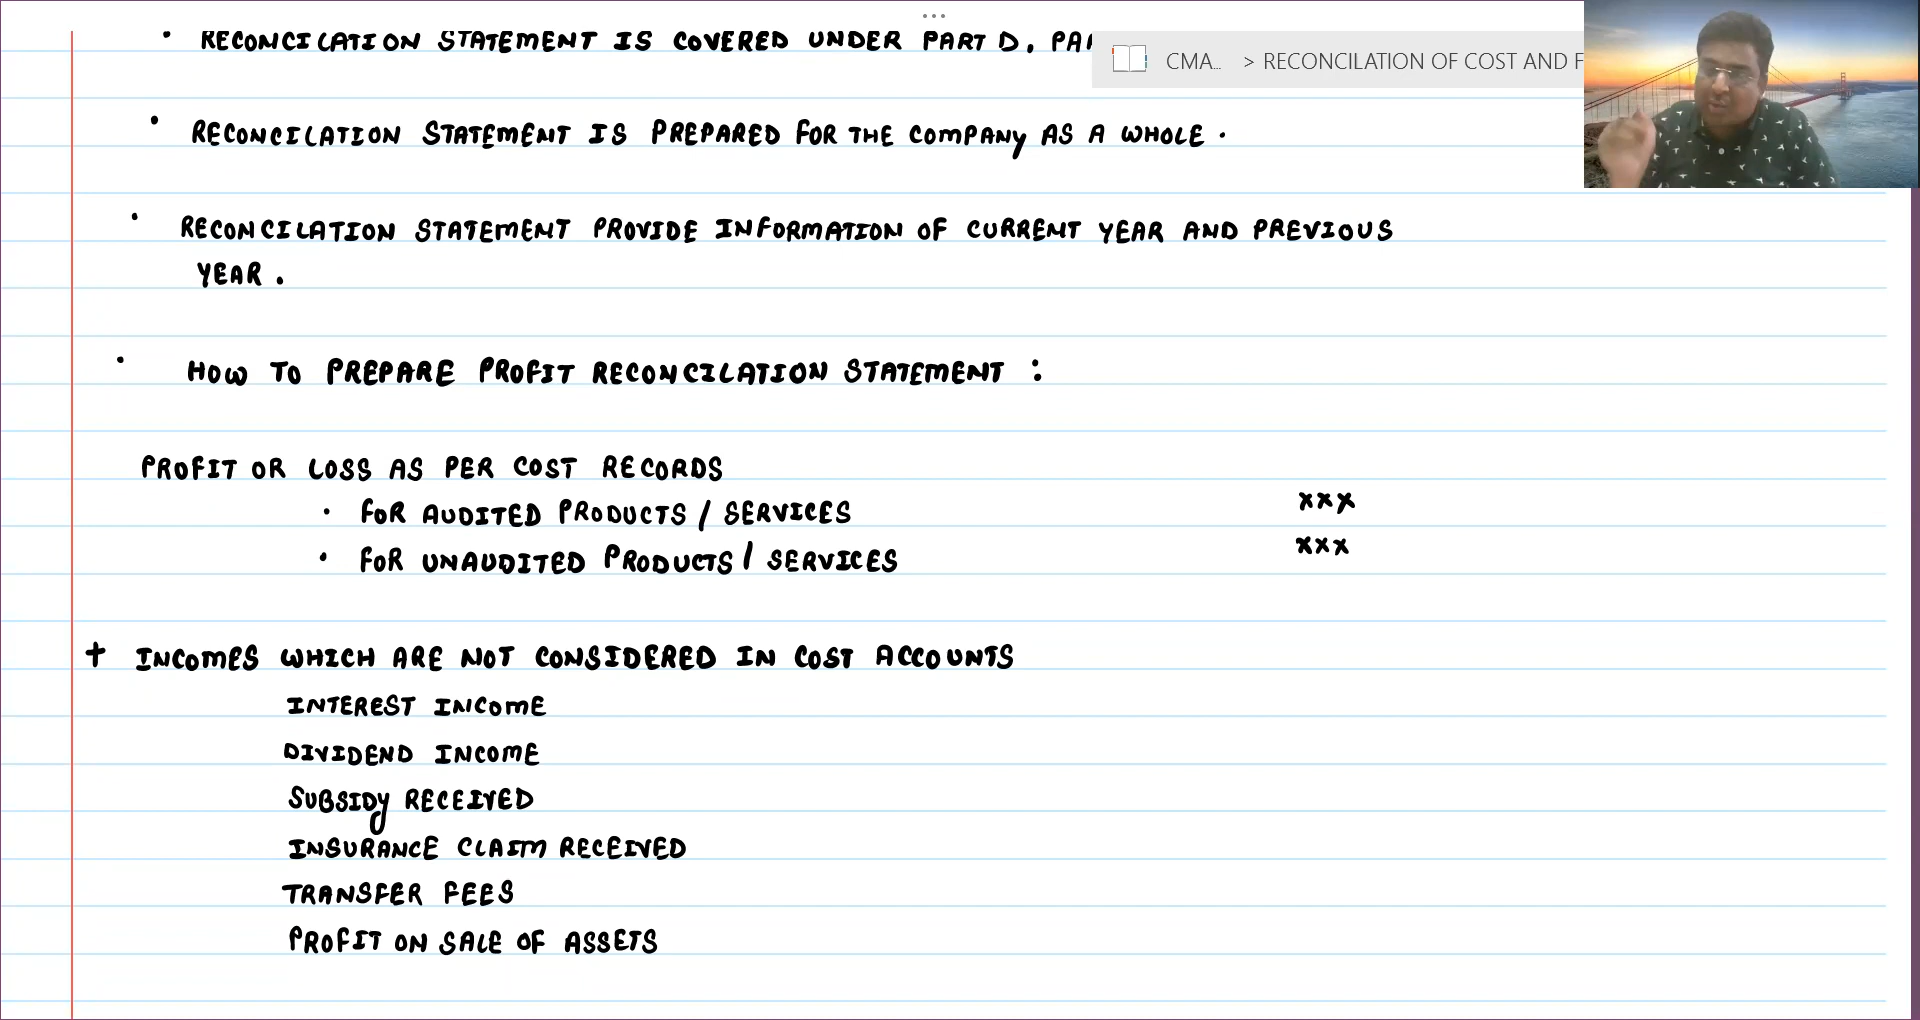 • RECONCILATION STATEMENT IS COVERED UNDER PART D.
CMA... > RECONCILATION OF COST AND F
• RECONCILATION STATEMENT IS PREPARED FOR THE COMPANY AS A WHOLE.
• RECONCILATION STATEMENT PROVIDE INFORMATION OF CURRENT YEAR AND PREVIOUS
YEAR.
• HOW TO PREPARE PROFIT RECONCILATION STATEMENT :
PROFIT OR LOSS AS PER COST RECORDS
• FOR AUDITED PRODUCTS / SERVICES xxx
• FOR UNAUDITED PRODUCTS / SERVICES xxx
+ INCOMES WHICH ARE NOT CONSIDERED IN COST ACCOUNTS
INTEREST INCOME
DIVIDEND INCOME
SUBSIDY RECEIVED
INSURANCE CLAIM RECEIVED
TRANSFER FEES
PROFIT ON SALE OF ASSETS